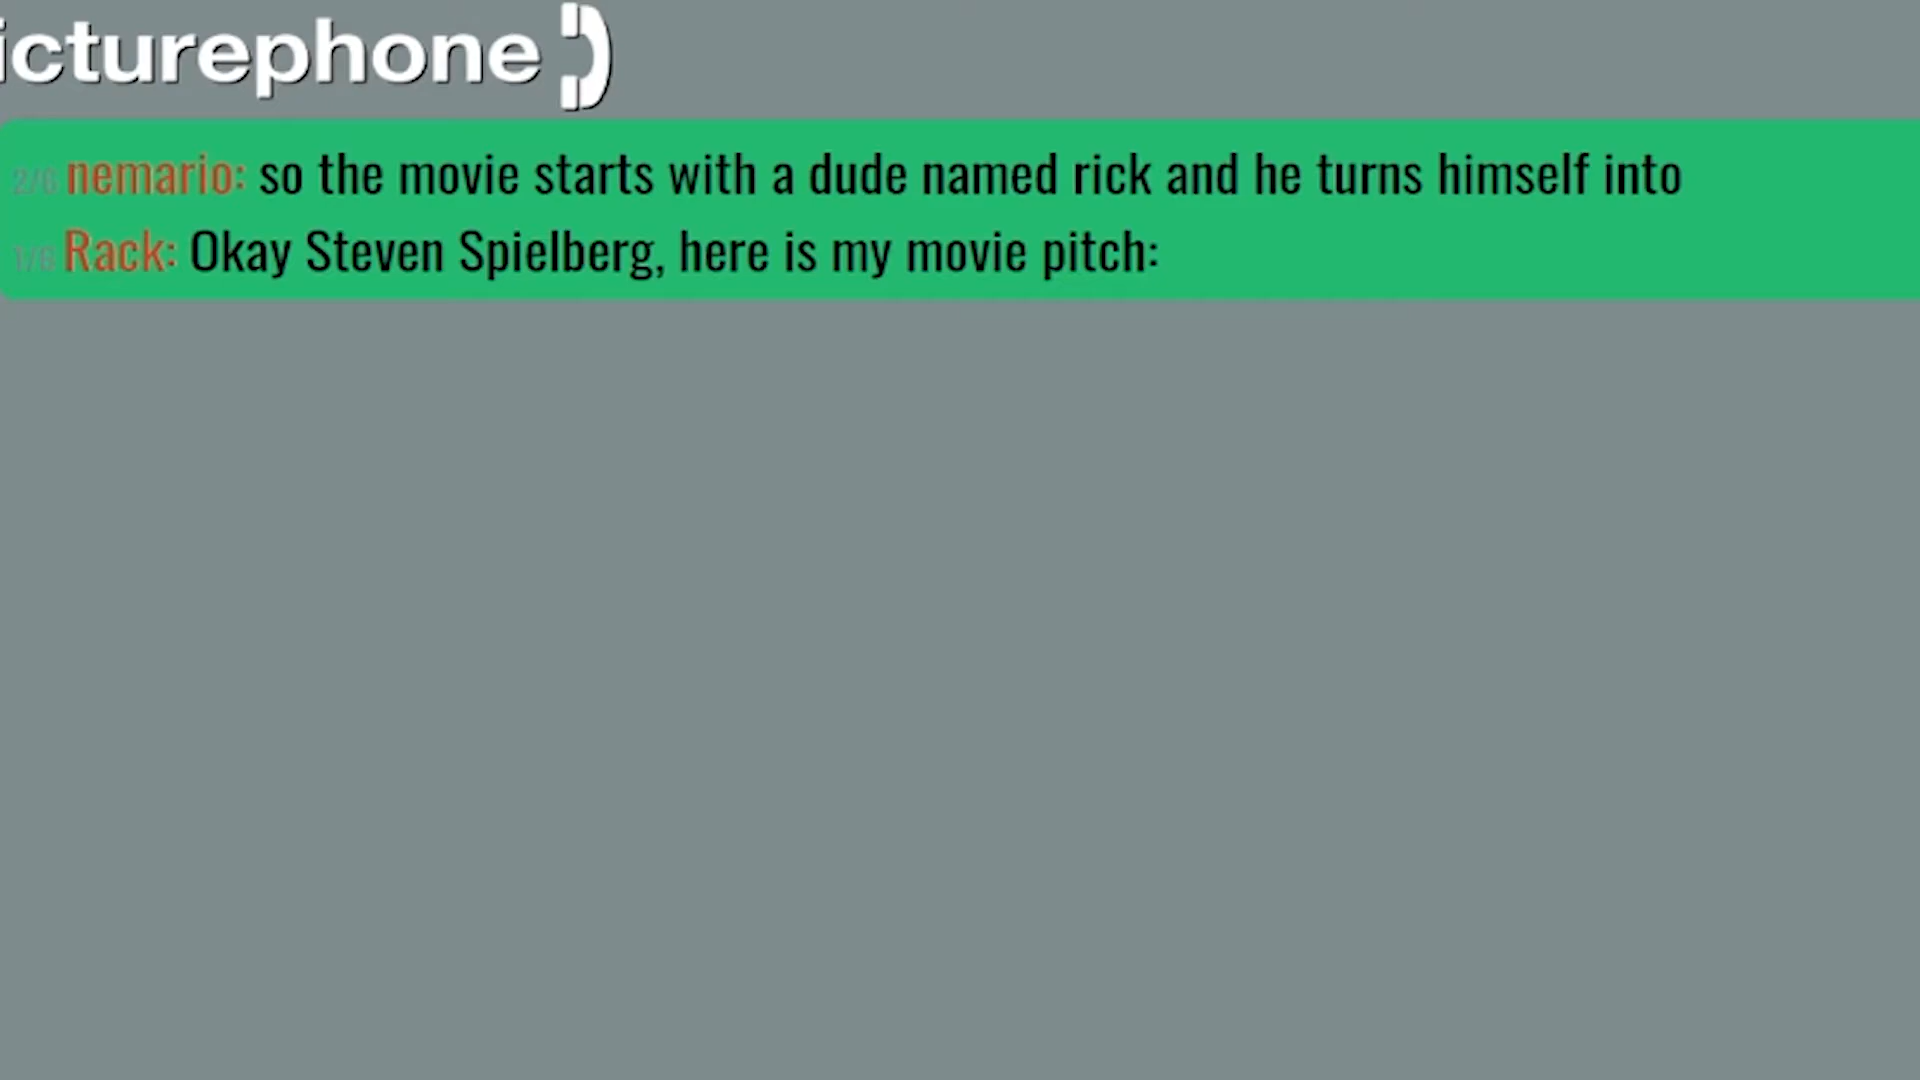 icturephone
2/6 nemario: so the movie starts with a dude named rick and he turns himself into
1/6 Rack: Okay Steven Spielberg, here is my movie pitch: